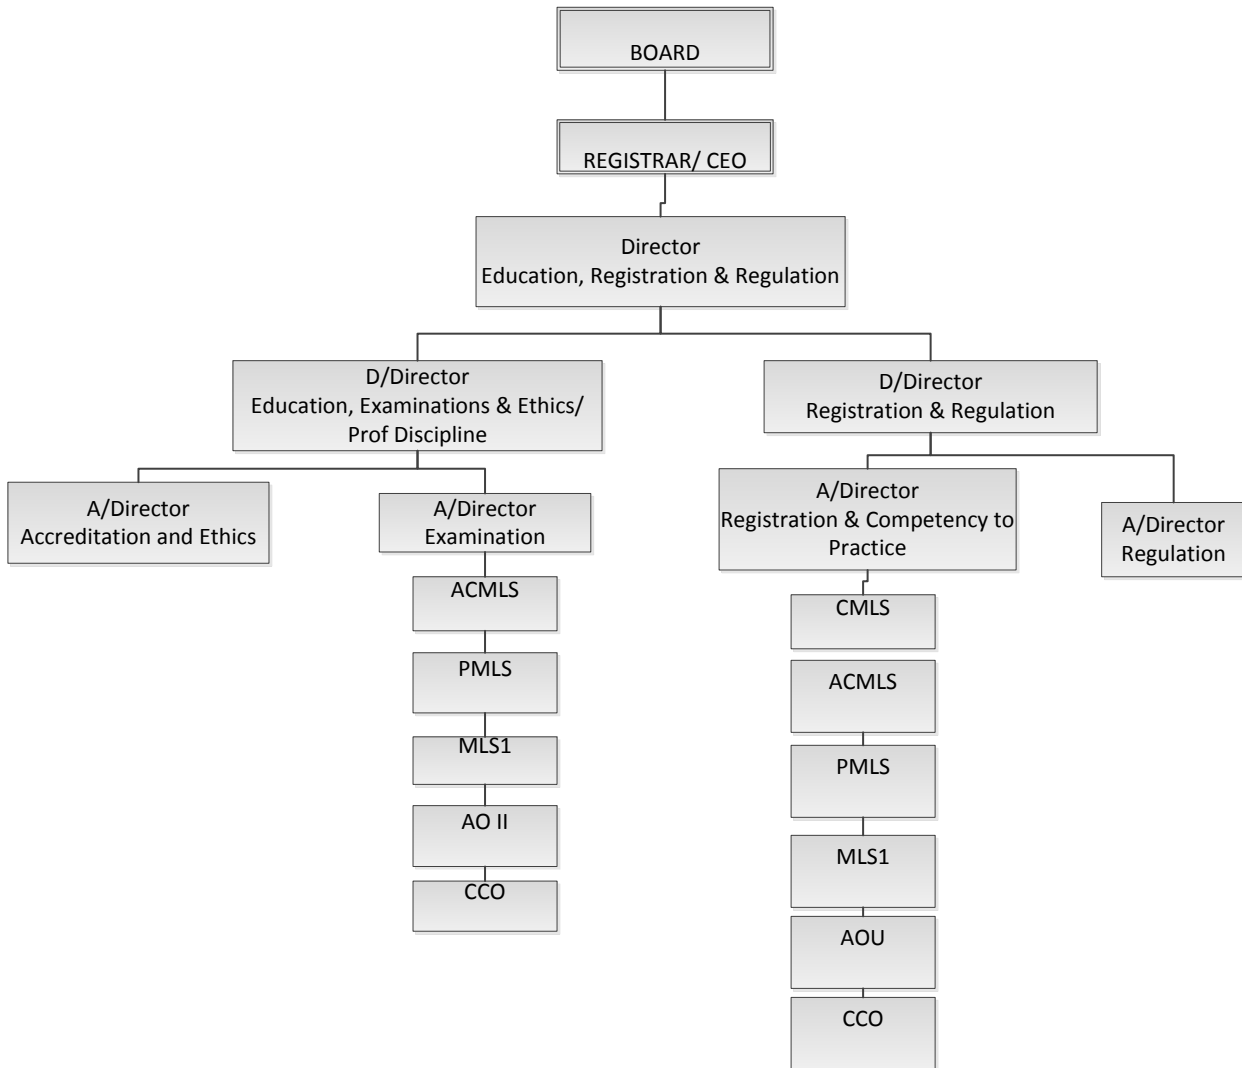 BOARD
REGISTRAR/ CEO
Director
Education, Registration & Regulation
D/Director
Education, Examinations & Ethics/
Prof Discipline
D/Director
Registration & Regulation
A/Director
Accreditation and Ethics
A/Director
Examination
A/Director
Registration & Competency to
Practice
A/Director
Regulation
ACMLS
PMLS
MLS1
AO II
CCO
CMLS
ACMLS
PMLS
MLS1
AOU
CCO